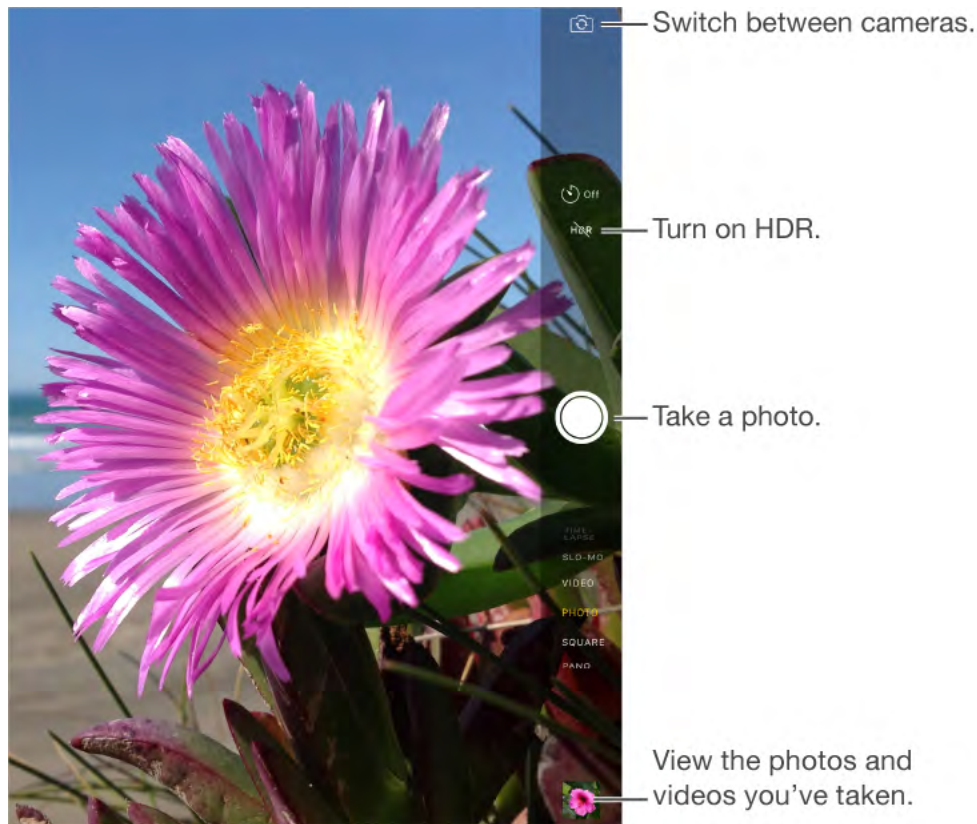 Switch between cameras.
Off
HDR
Turn on HDR.
Take a photo.
TIME-
LAPSE
SLO-MO
VIDEO
PHOTO
SQUARE
PANO
View the photos and
videos you've taken.